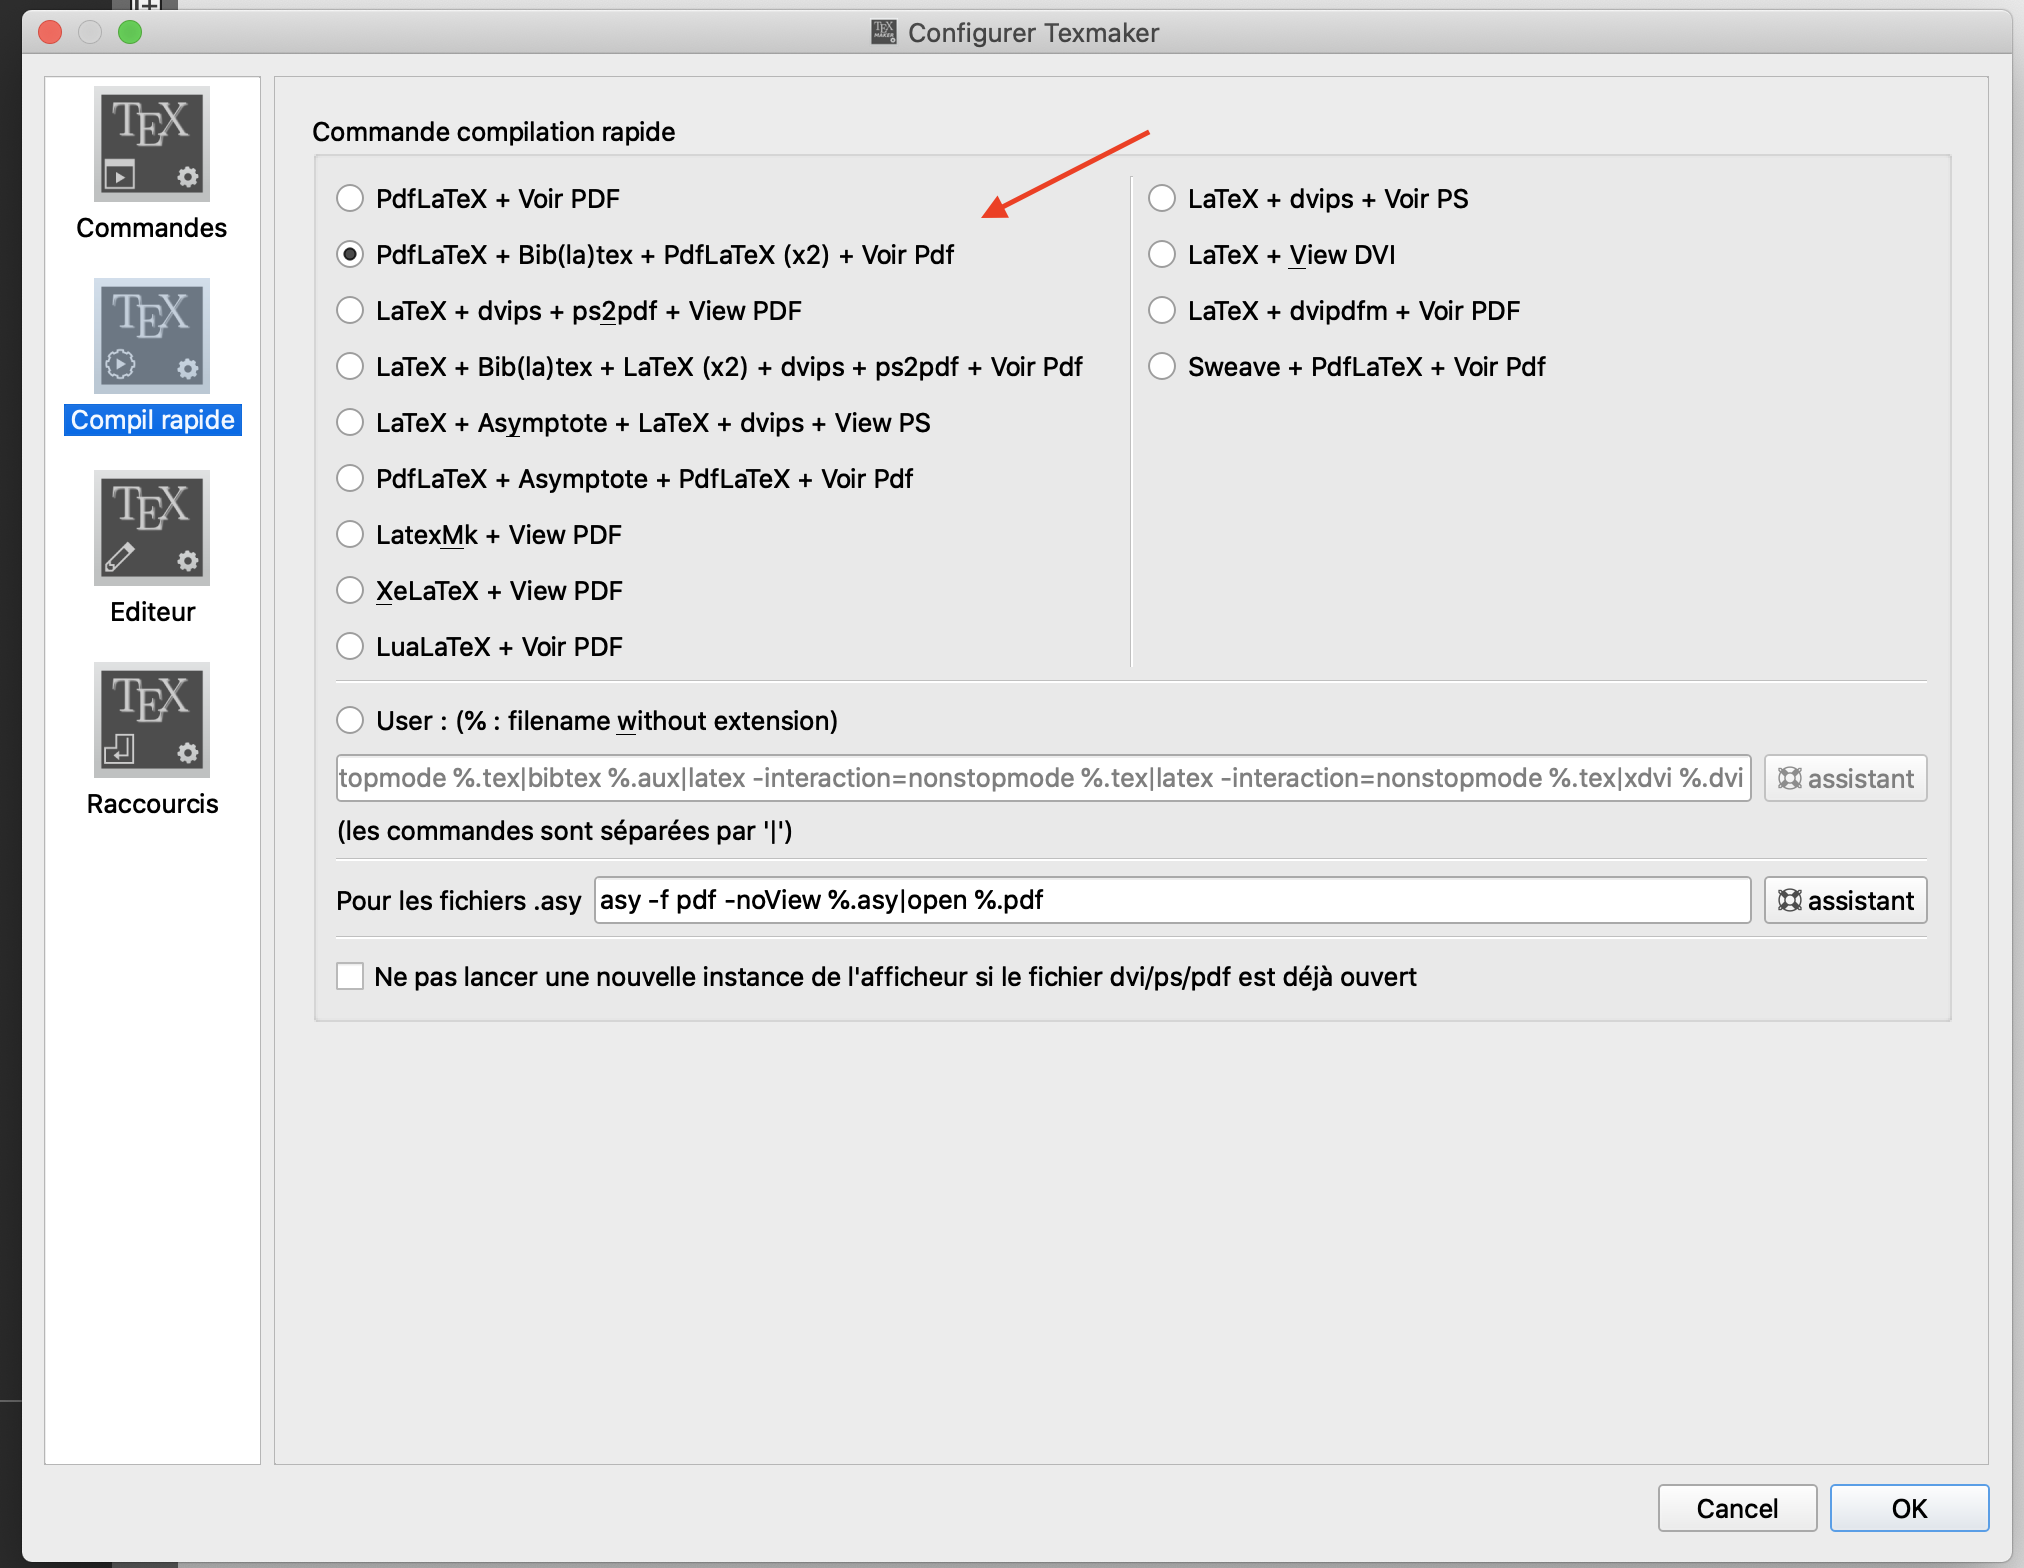 Configurer Texmaker
TEX
Commandes
TEX
Compil rapide
TEX
Editeur
TEX
Raccourcis
Commande compilation rapide
PdfLaTeX + Voir PDF
PdfLaTeX + Bib(la)tex + PdfLaTeX (x2) + Voir Pdf
LaTeX + dvips + ps2pdf + View PDF
LaTeX + Bib(la)tex + LaTeX (x2) + dvips + ps2pdf + Voir Pdf
LaTeX + Asymptote + LaTeX + dvips + View PS
PdfLaTeX + Asymptote + PdfLaTeX + Voir Pdf
LatexMk + View PDF
XeLaTeX + View PDF
LuaLaTeX + Voir PDF
LaTeX + dvips + Voir PS
LaTeX + View DVI
LaTeX + dvipdfm + Voir PDF
Sweave + PdfLaTeX + Voir Pdf
User : (% : filename without extension)
topmode %.tex|bibtex %.aux|latex -interaction=nonstopmode %.tex|latex -interaction=nonstopmode %.tex|xdvi %.dvi
assistant
(les commandes sont séparées par '|')
Pour les fichiers .asy
asy -f pdf -noView %.asy|open %.pdf
assistant
Ne pas lancer une nouvelle instance de l'afficheur si le fichier dvi/ps/pdf est déjà ouvert
Cancel
OK